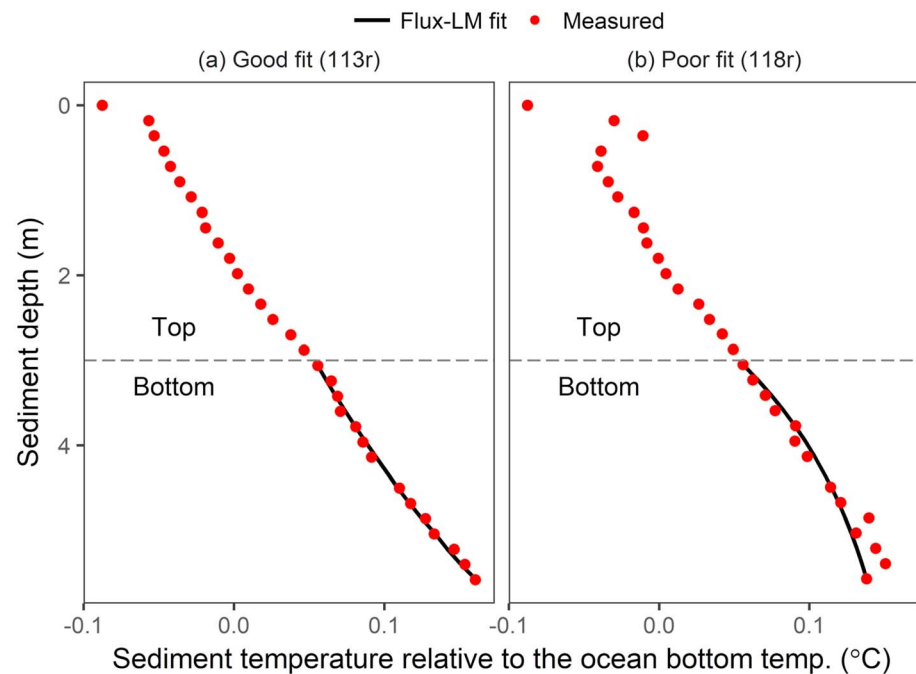 Flux-LM fit Measured
(a) Good fit (113r) (b) Poor fit (118r)
Sediment depth (m)
0
2
4
Top
Bottom
Top
Bottom
-0.1 0.0 0.1 -0.1 0.0 0.1
Sediment temperature relative to the ocean bottom temp. (°C)